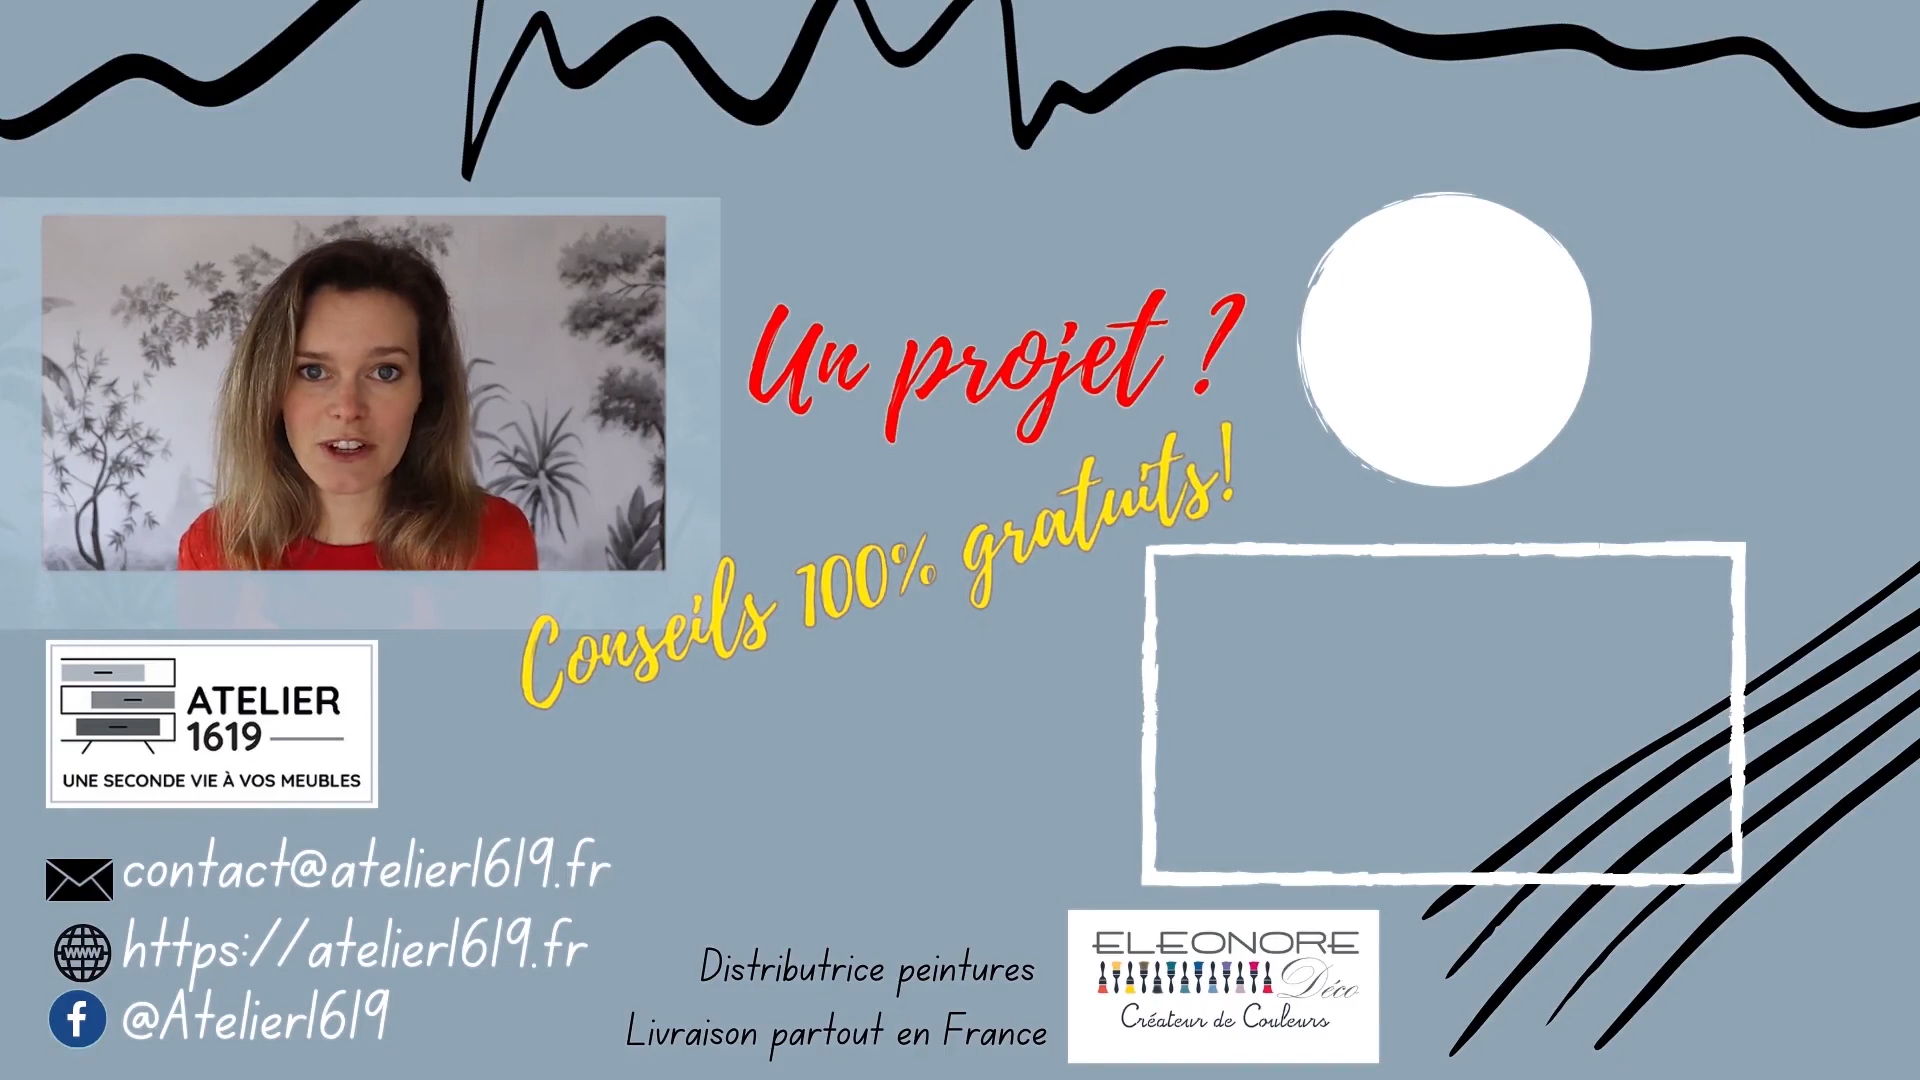 Un projet ?
Conseils 100% gratuits!
ATELIER
1619
UNE SECONDE VIE À VOS MEUBLES
contact@atelier1619.fr
www
https://atelier1619.fr
f
@Atelier1619
Distributrice peintures
Livraison partout en France
ELEONORE
Déco
Créateur de Couleurs